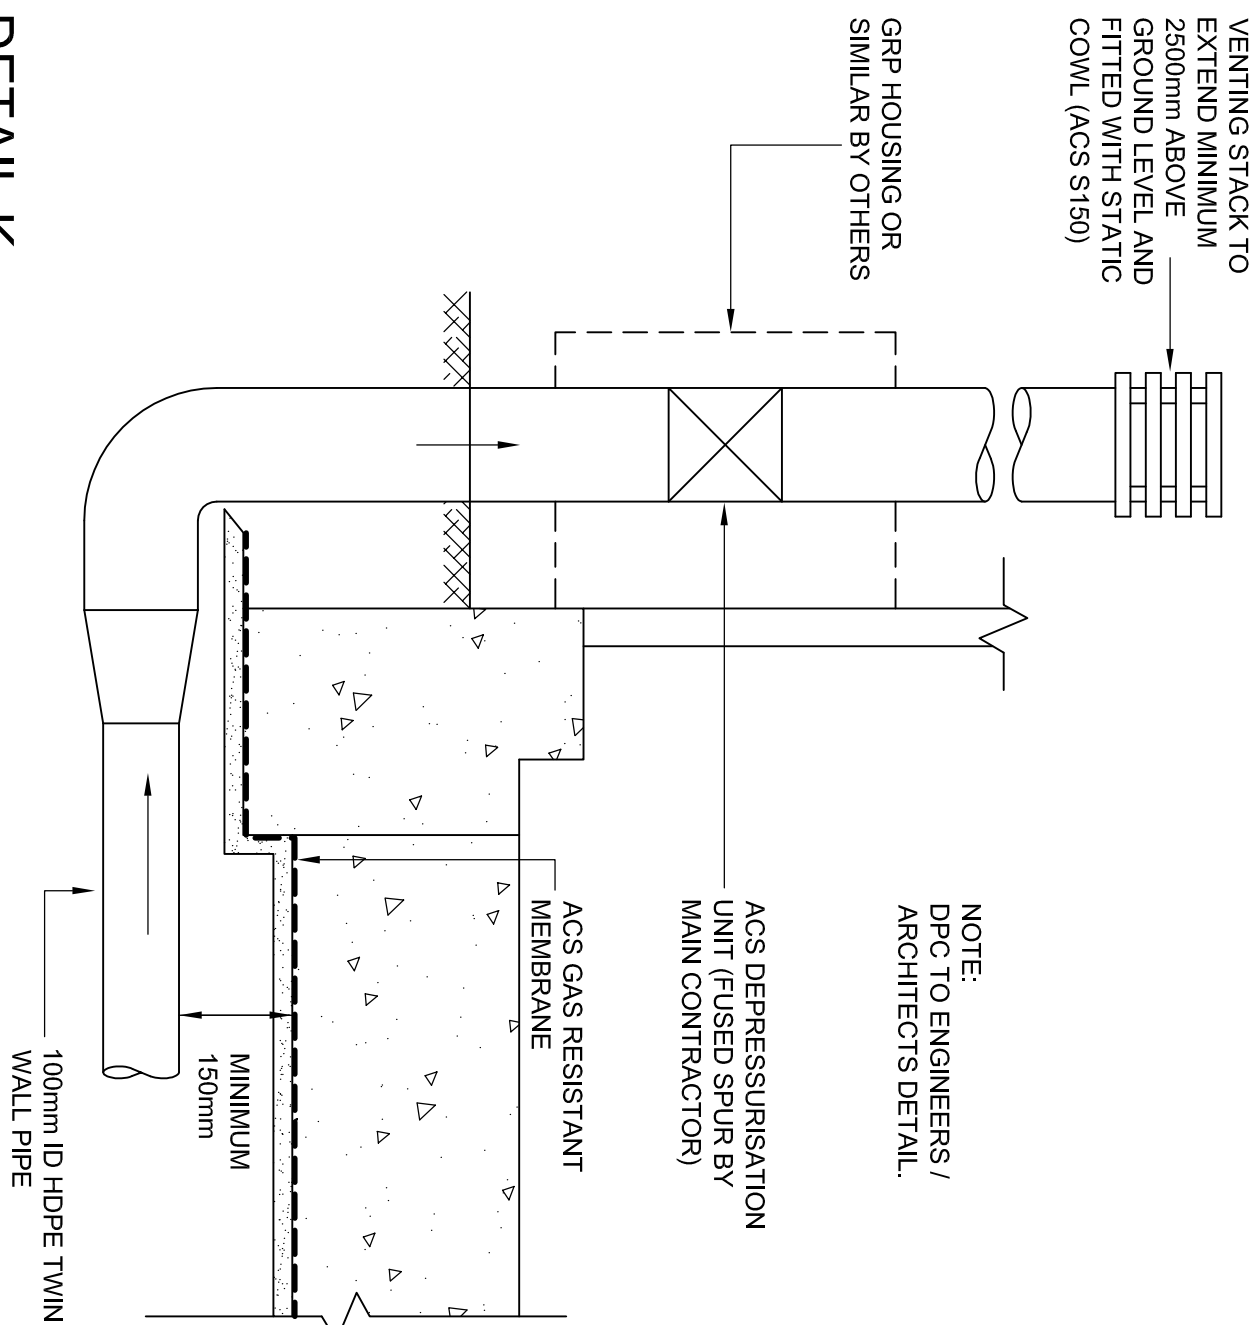 VENTING STACK TO
EXTEND MINIMUM
2500mm ABOVE
GROUND LEVEL AND
FITTED WITH STATIC
COWL (ACS S150)
GRP HOUSING OR
SIMILAR BY OTHERS
NOTE:
DPC TO ENGINEERS /
ARCHITECTS DETAIL.
ACS DEPRESSURISATION
UNIT (FUSED SPUR BY
MAIN CONTRACTOR)
ACS GAS RESISTANT
MEMBRANE
MINIMUM
150mm
100mm ID HDPE TWIN
WALL PIPE
DETAIL K